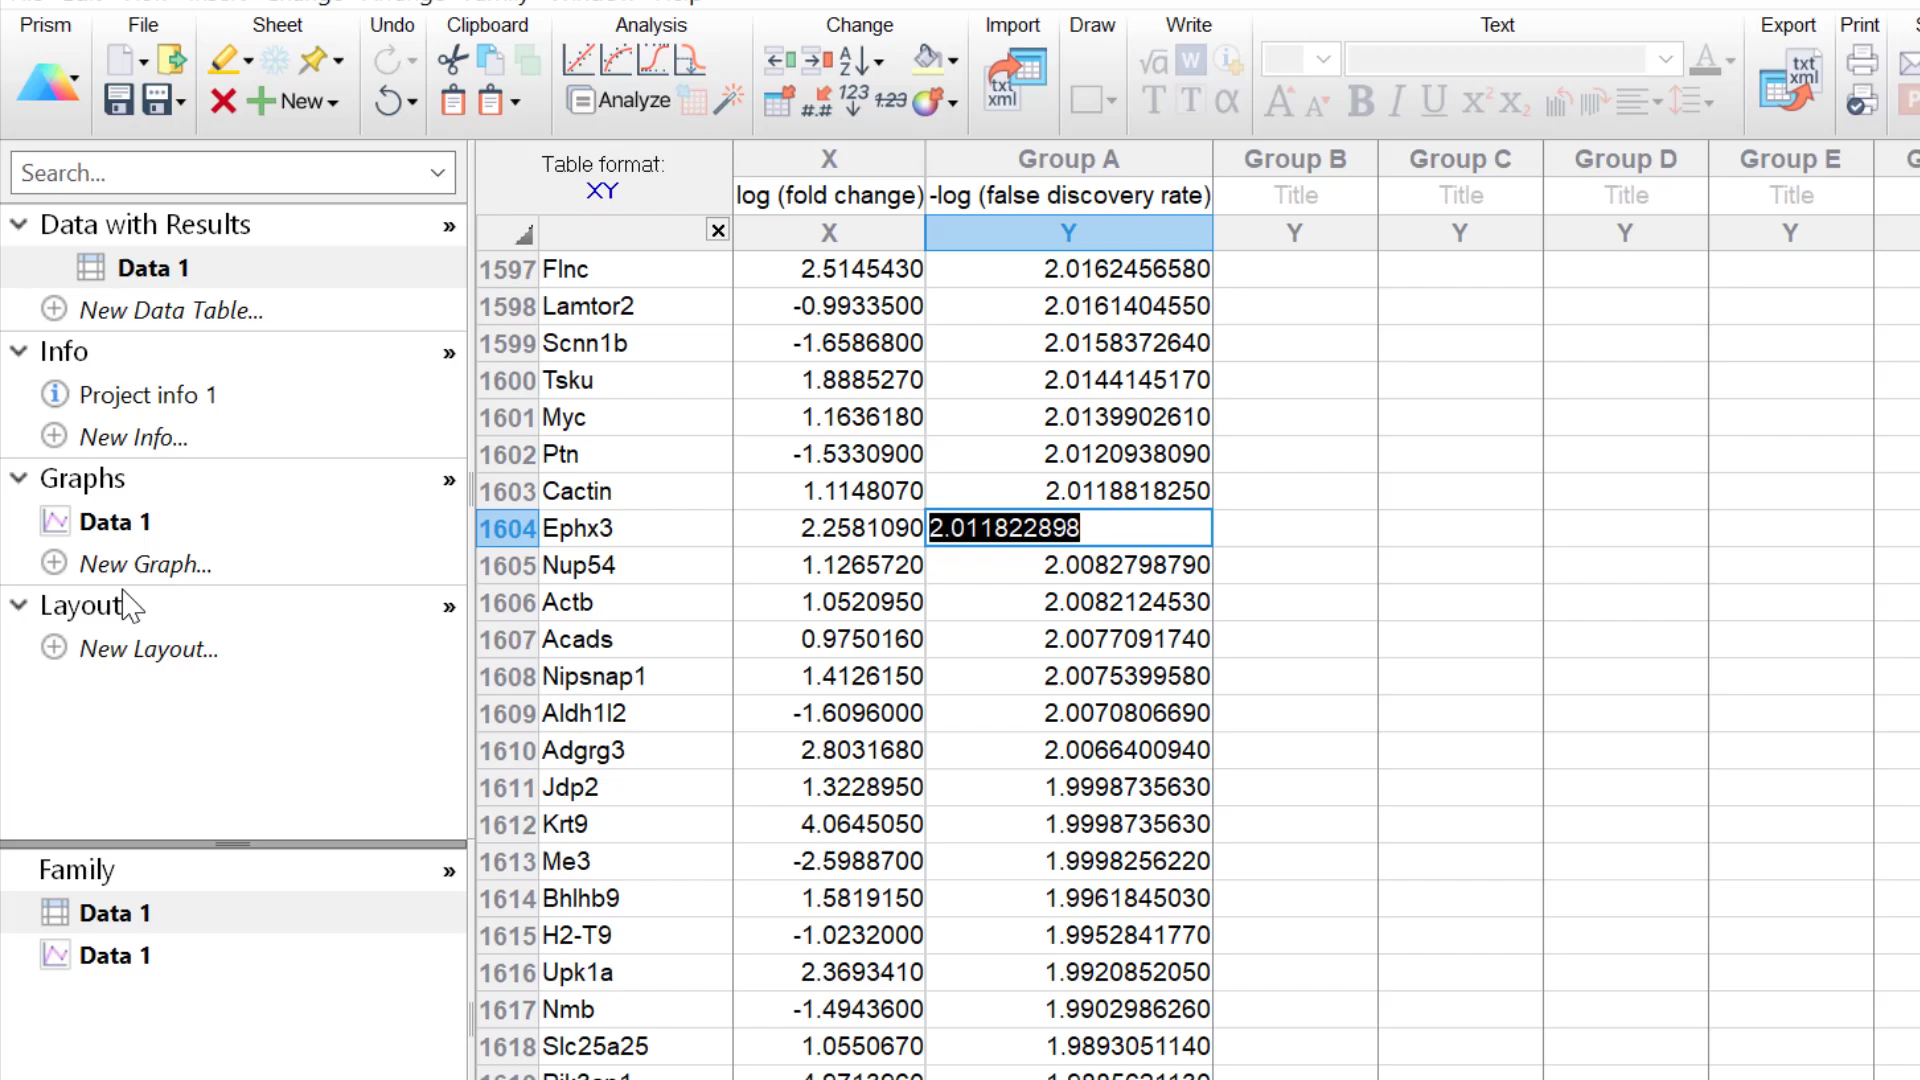 Prism File Sheet Undo Clipboard Analysis Change Import Draw Write Text Export Print
New
Analyze
Search...
Data with Results »
Data 1
New Data Table...
Info »
Project info 1
New Info...
Graphs »
Data 1
New Graph...
Layout »
New Layout...
Family »
Data 1
Data 1
Table format:
XY
X Group A Group B Group C Group D Group E
log (fold change) -log (false discovery rate) Title Title Title Title
X Y Y Y Y Y
1597 Flnc 2.5145430 2.0162456580
1598 Lamtor2 -0.9933500 2.0161404550
1599 Scnn1b -1.6586800 2.0158372640
1600 Tsku 1.8885270 2.0144145170
1601 Myc 1.1636180 2.0139902610
1602 Ptn -1.5330900 2.0120938090
1603 Cactin 1.1148070 2.0118818250
1604 Ephx3 2.2581090 2.011822898
1605 Nup54 1.1265720 2.0082798790
1606 Actb 1.0520950 2.0082124530
1607 Acads 0.9750160 2.0077091740
1608 Nipsnap1 1.4126150 2.0075399580
1609 Aldh1l2 -1.6096000 2.0070806690
1610 Adgrg3 2.8031680 2.0066400940
1611 Jdp2 1.3228950 1.9998735630
1612 Krt9 4.0645050 1.9998735630
1613 Me3 -2.5988700 1.9998256220
1614 Bhlhb9 1.5819150 1.9961845030
1615 H2-T9 -1.0232000 1.9952841770
1616 Upk1a 2.3693410 1.9920852050
1617 Nmb -1.4943600 1.9902986260
1618 Slc25a25 1.0550670 1.9893051140